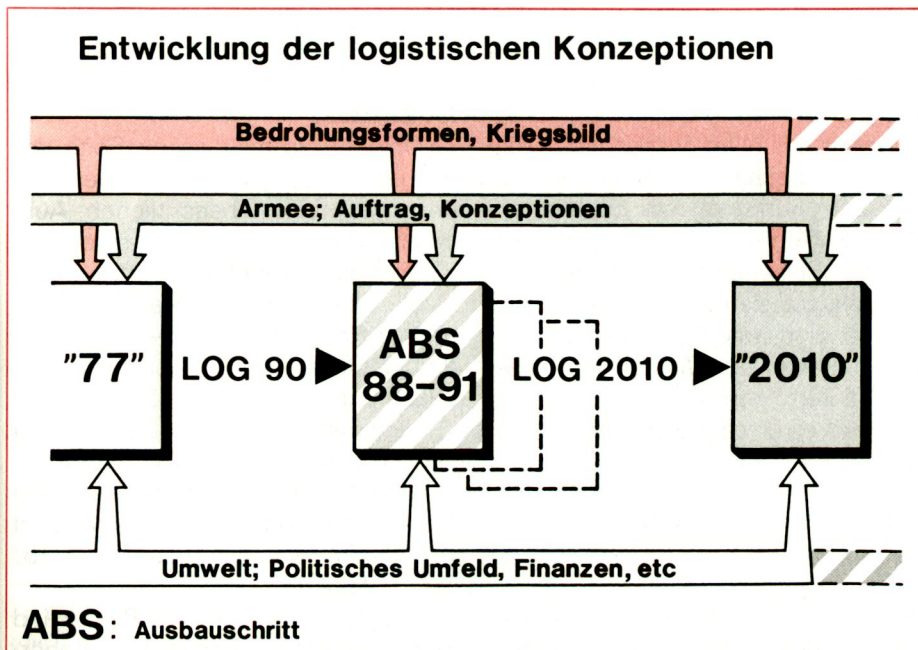 Entwicklung der logistischen Konzeptionen
Bedrohungsformen, Kriegsbild
Armee; Auftrag, Konzeptionen
"77"
LOG 90
ABS
88-91
LOG 2010
"2010"
Umwelt; Politisches Umfeld, Finanzen, etc
ABS: Ausbauschritt